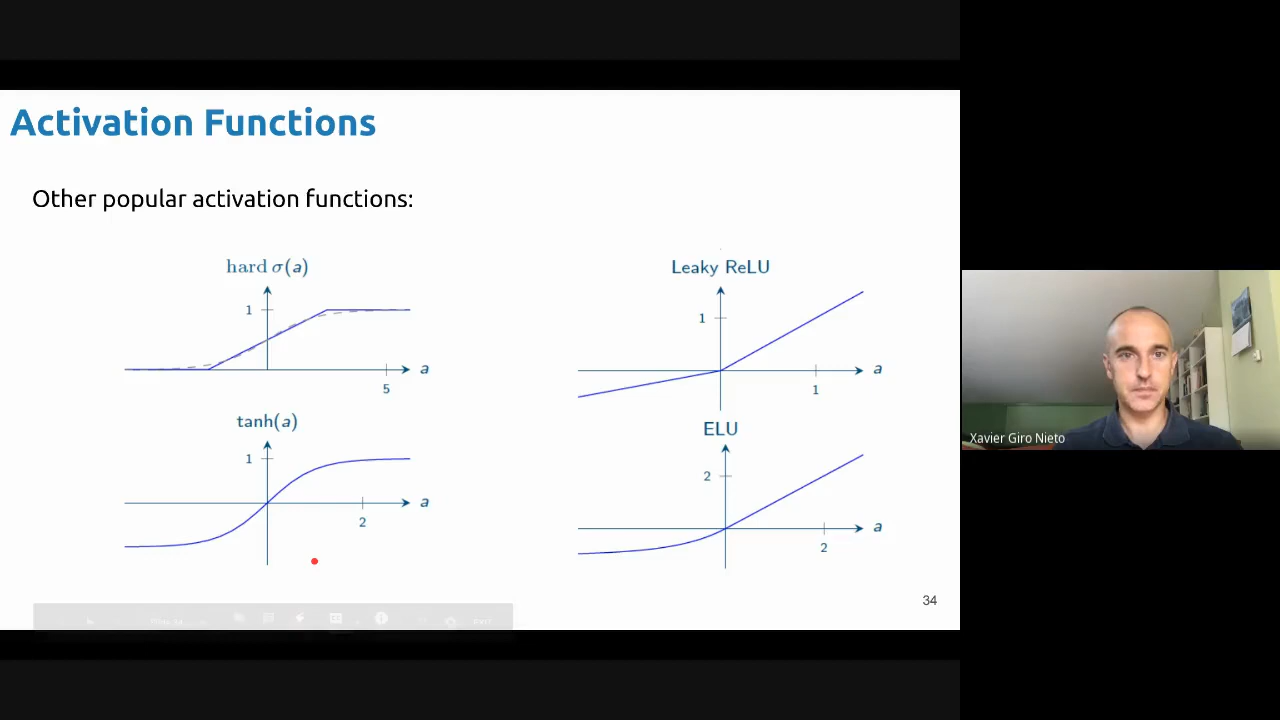 Activation Functions
Other popular activation functions:
hard σ(a)
1
a
5
Leaky ReLU
1
a
1
tanh(a)
1
a
2
ELU
2
a
2
34
Xavier Giro Nieto